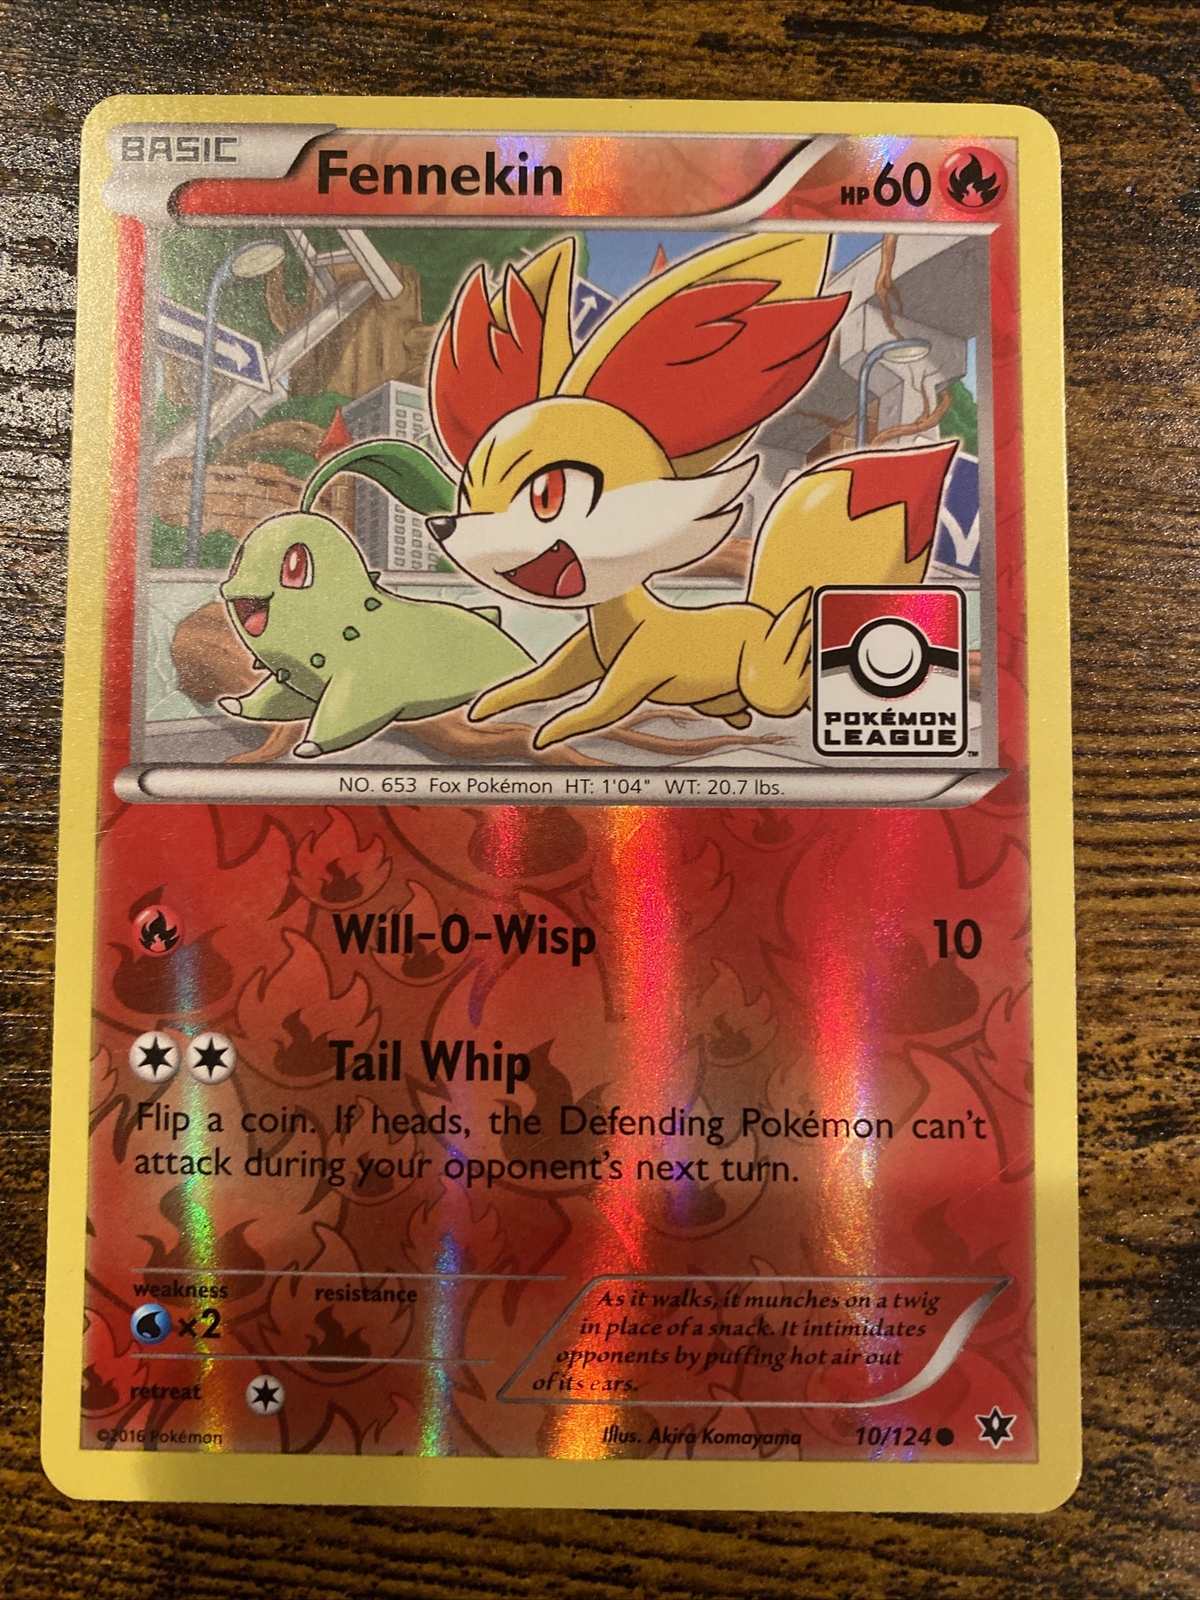 BASIC
Fennekin
HP 60
POKÉMON
LEAGUE
™
NO. 653 Fox Pokémon HT: 1'04" WT: 20.7 lbs.
Will-O-Wisp 10
Tail Whip
Flip a coin. If heads, the Defending Pokémon can't
attack during your opponent's next turn.
weakness resistance
×2
retreat
As it walks, it munches on a twig
in place of a snack. It intimidates
opponents by puffing hot air out
of its ears.
©2016 Pokémon Illus. Akira Komayama 10/124